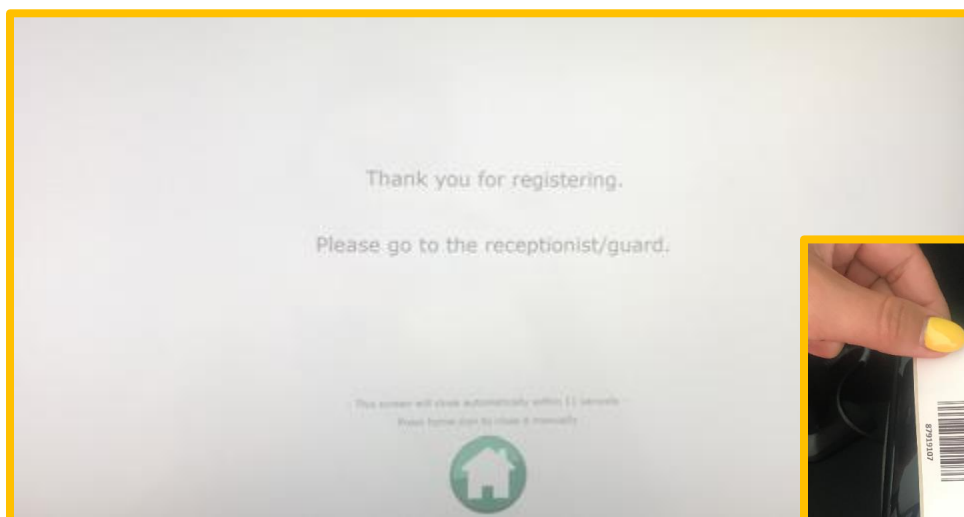 Thank you for registering.
Please go to the receptionist/guard.
This screen will close automatically within 11 seconds
Press home icon to close it manually
87919107